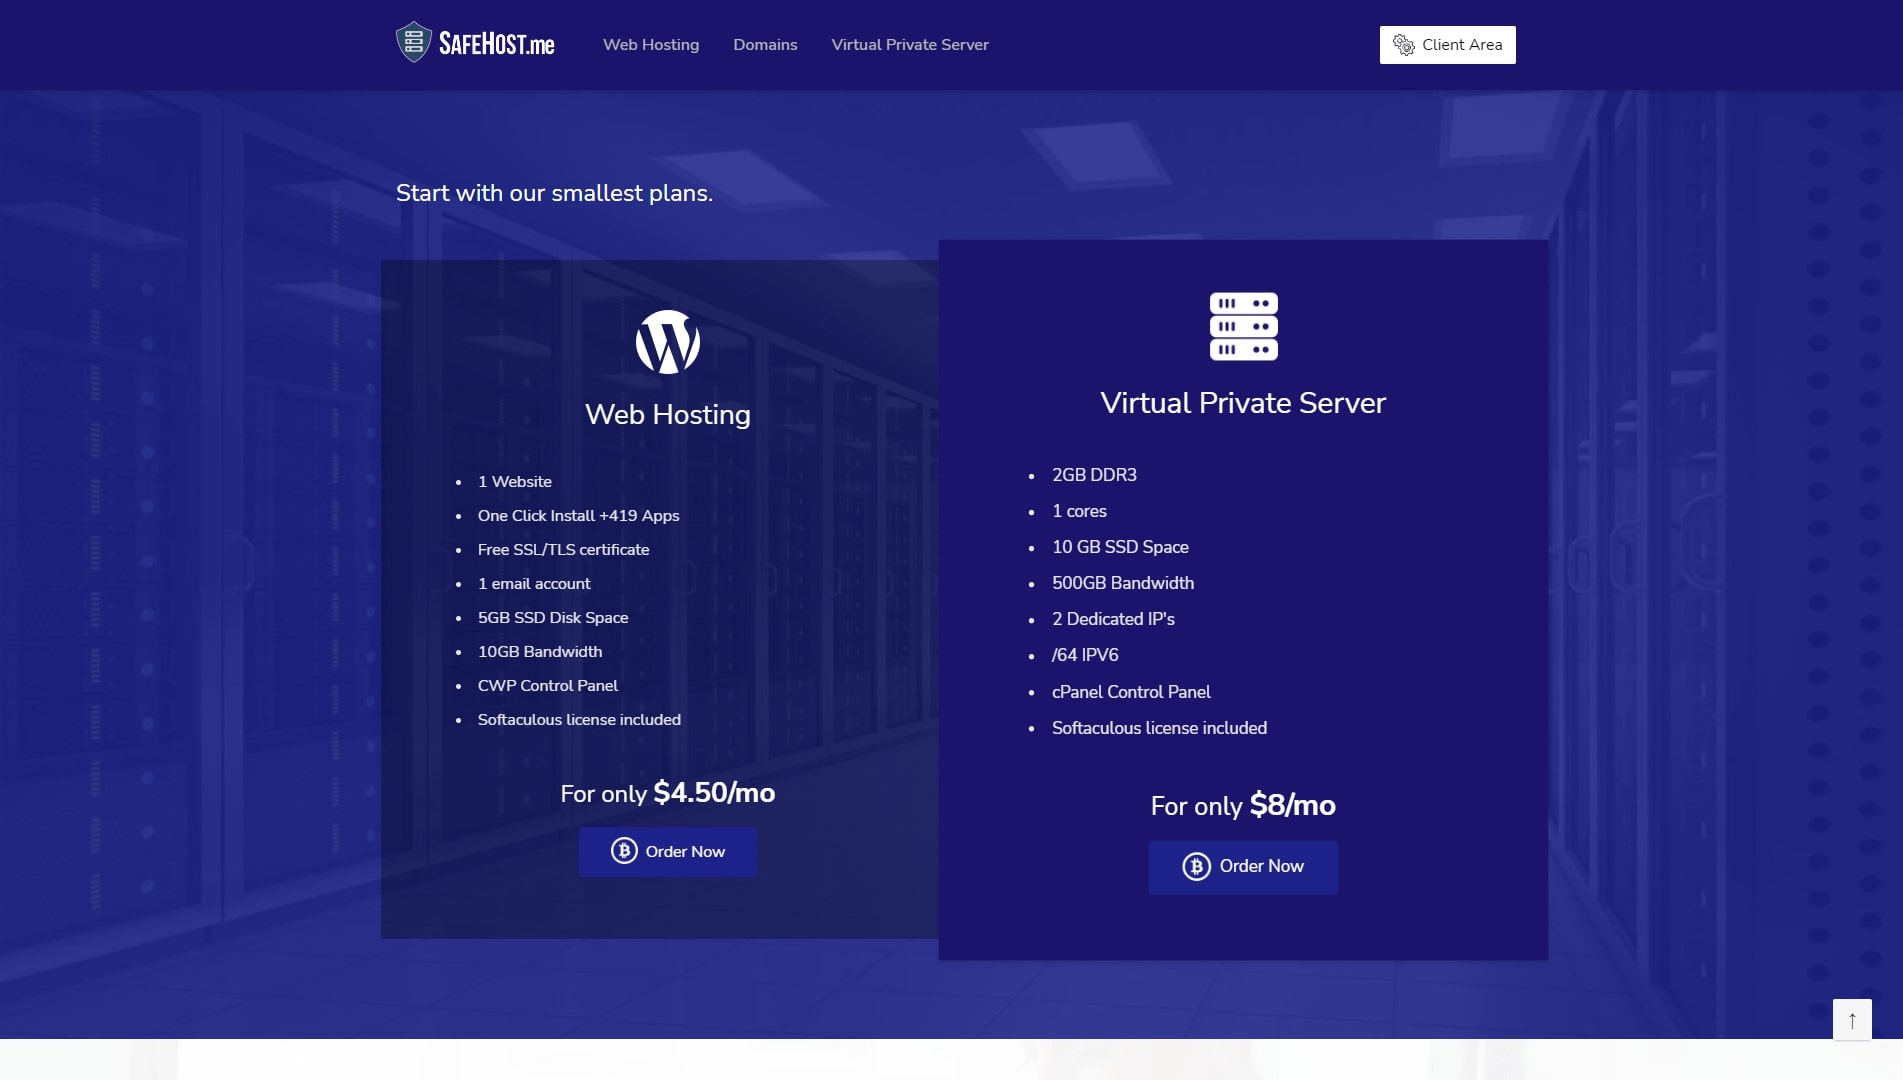 SAFEHOST.me
Web Hosting
Domains
Virtual Private Server
Client Area
Start with our smallest plans.
Web Hosting
• 1 Website
• One Click Install +419 Apps
• Free SSL/TLS certificate
• 1 email account
• 5GB SSD Disk Space
• 10GB Bandwidth
• CWP Control Panel
• Softaculous license included
For only $4.50/mo
Order Now
Virtual Private Server
• 2GB DDR3
• 1 cores
• 10 GB SSD Space
• 500GB Bandwidth
• 2 Dedicated IP's
• /64 IPV6
• cPanel Control Panel
• Softaculous license included
For only $8/mo
Order Now
↑